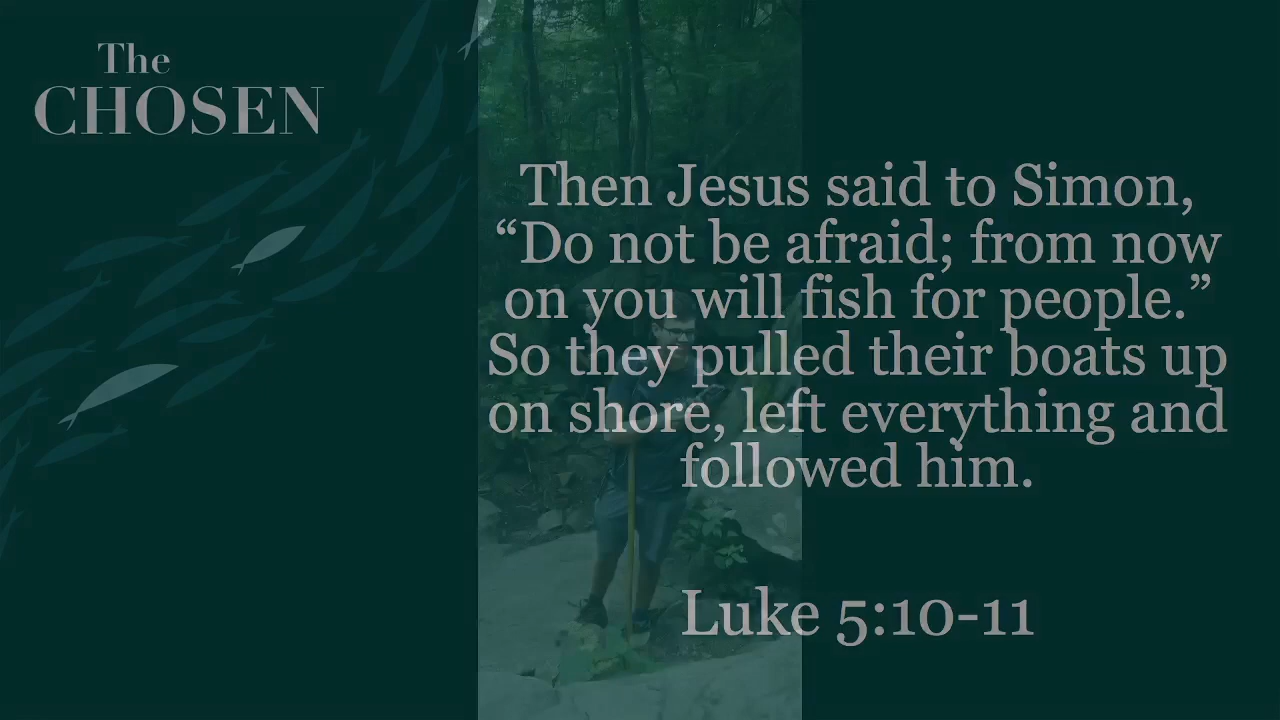 The
CHOSEN
Then Jesus said to Simon,
“Do not be afraid; from now
on you will fish for people.”
So they pulled their boats up
on shore, left everything and
followed him.
Luke 5:10-11